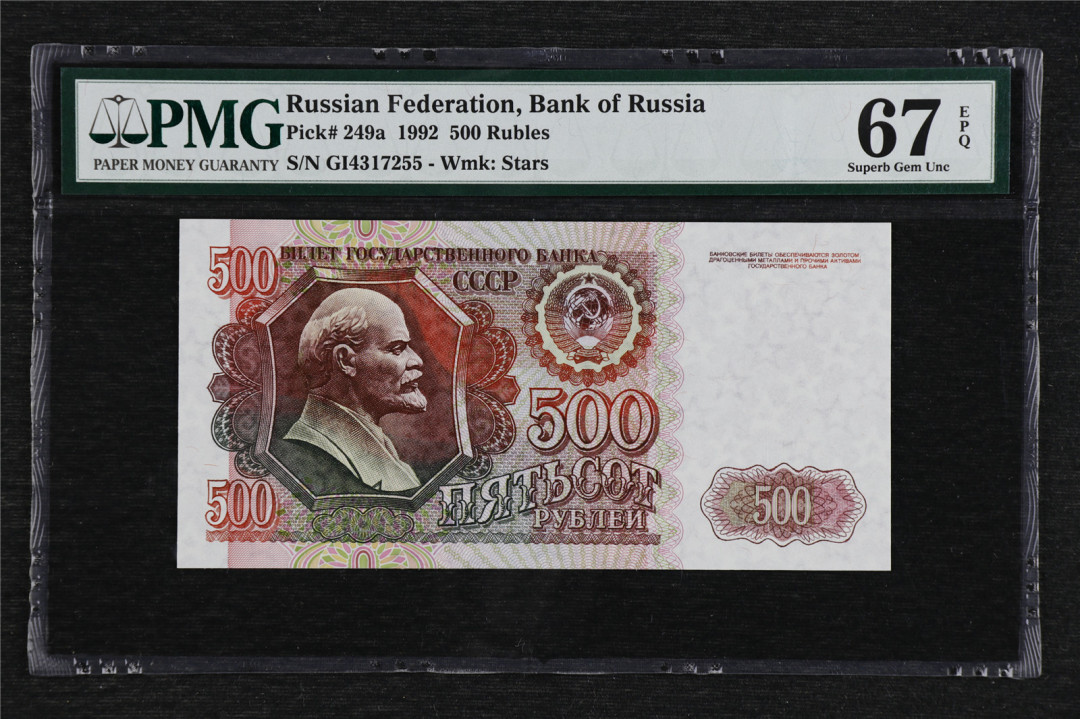 PMG
PAPER MONEY GUARANTY
Russian Federation, Bank of Russia
Pick# 249a 1992 500 Rubles
S/N GI4317255 - Wmk: Stars
67
EPQ
Superb Gem Unc
500
БИЛЕТ ГОСУДАРСТВЕННОГО БАНКА
СССР
БАНКОВСКИЕ БИЛЕТЫ ОБЕСПЕЧИВАЮТСЯ ЗОЛОТОМ
ДРАГОЦЕННЫМИ МЕТАЛЛАМИ И ПРОЧИМИ АКТИВАМИ
ГОСУДАРСТВЕННОГО БАНКА
500
500
ПЯТЬСОТ
РУБЛЕЙ
500